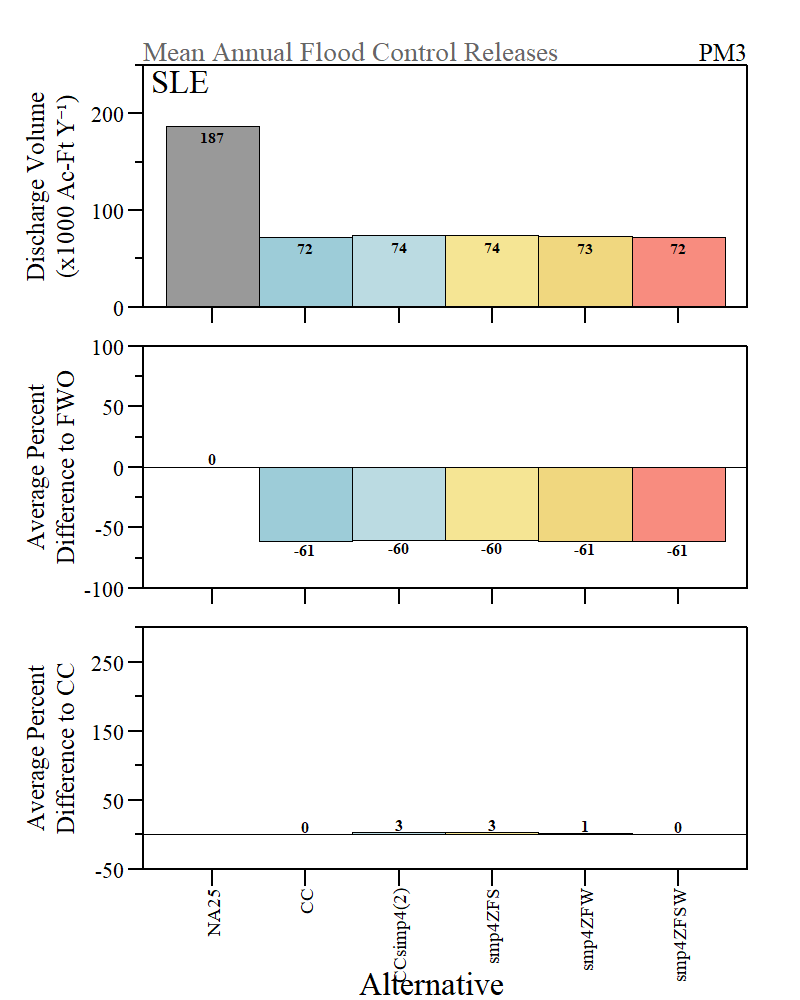 Mean Annual Flood Control Releases
PM3
SLE
Discharge Volume
(x1000 Ac-Ft Y⁻¹)
200
100
0
187
72
74
74
73
72
Average Percent
Difference to FWO
100
50
0
-50
-100
0
-61
-60
-60
-61
-61
Average Percent
Difference to CC
250
150
50
-50
0
3
3
1
0
NA25
CC
CCsimp4(2)
smp4ZFS
smp4ZFW
smp4ZFSW
Alternative